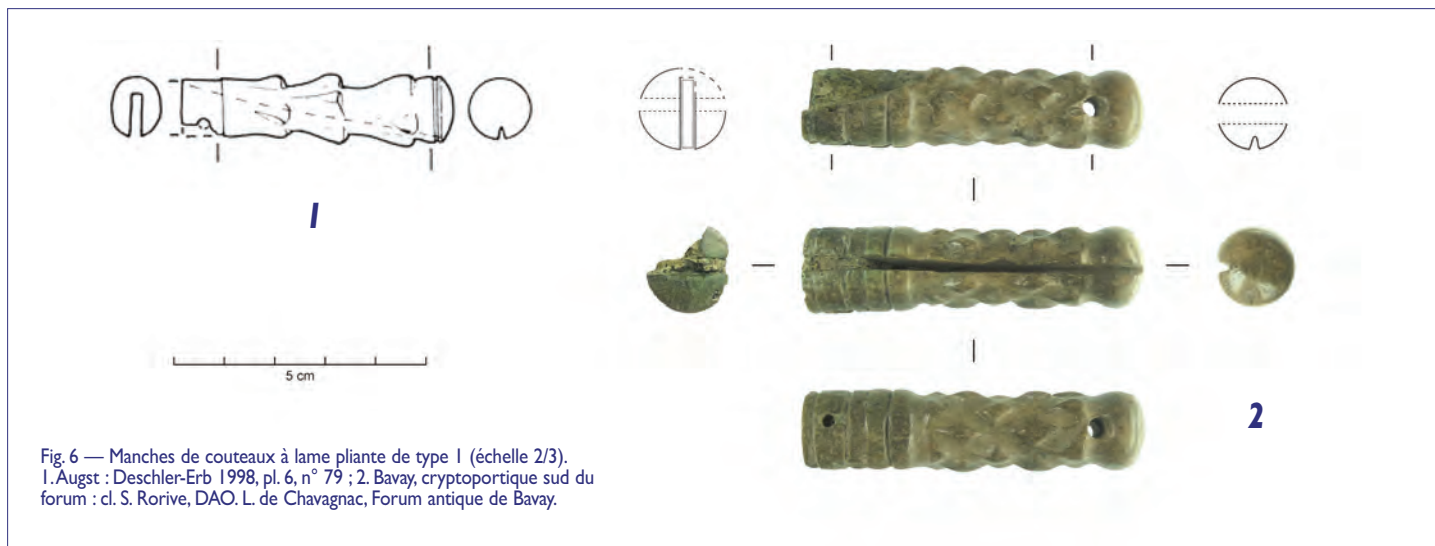 1
5 cm
2
Fig. 6 — Manches de couteaux à lame pliante de type 1 (échelle 2/3).
1. Augst : Deschler-Erb 1998, pl. 6, n° 79 ; 2. Bavay, cryptoportique sud du
forum : cl. S. Rorive, DAO. L. de Chavagnac, Forum antique de Bavay.